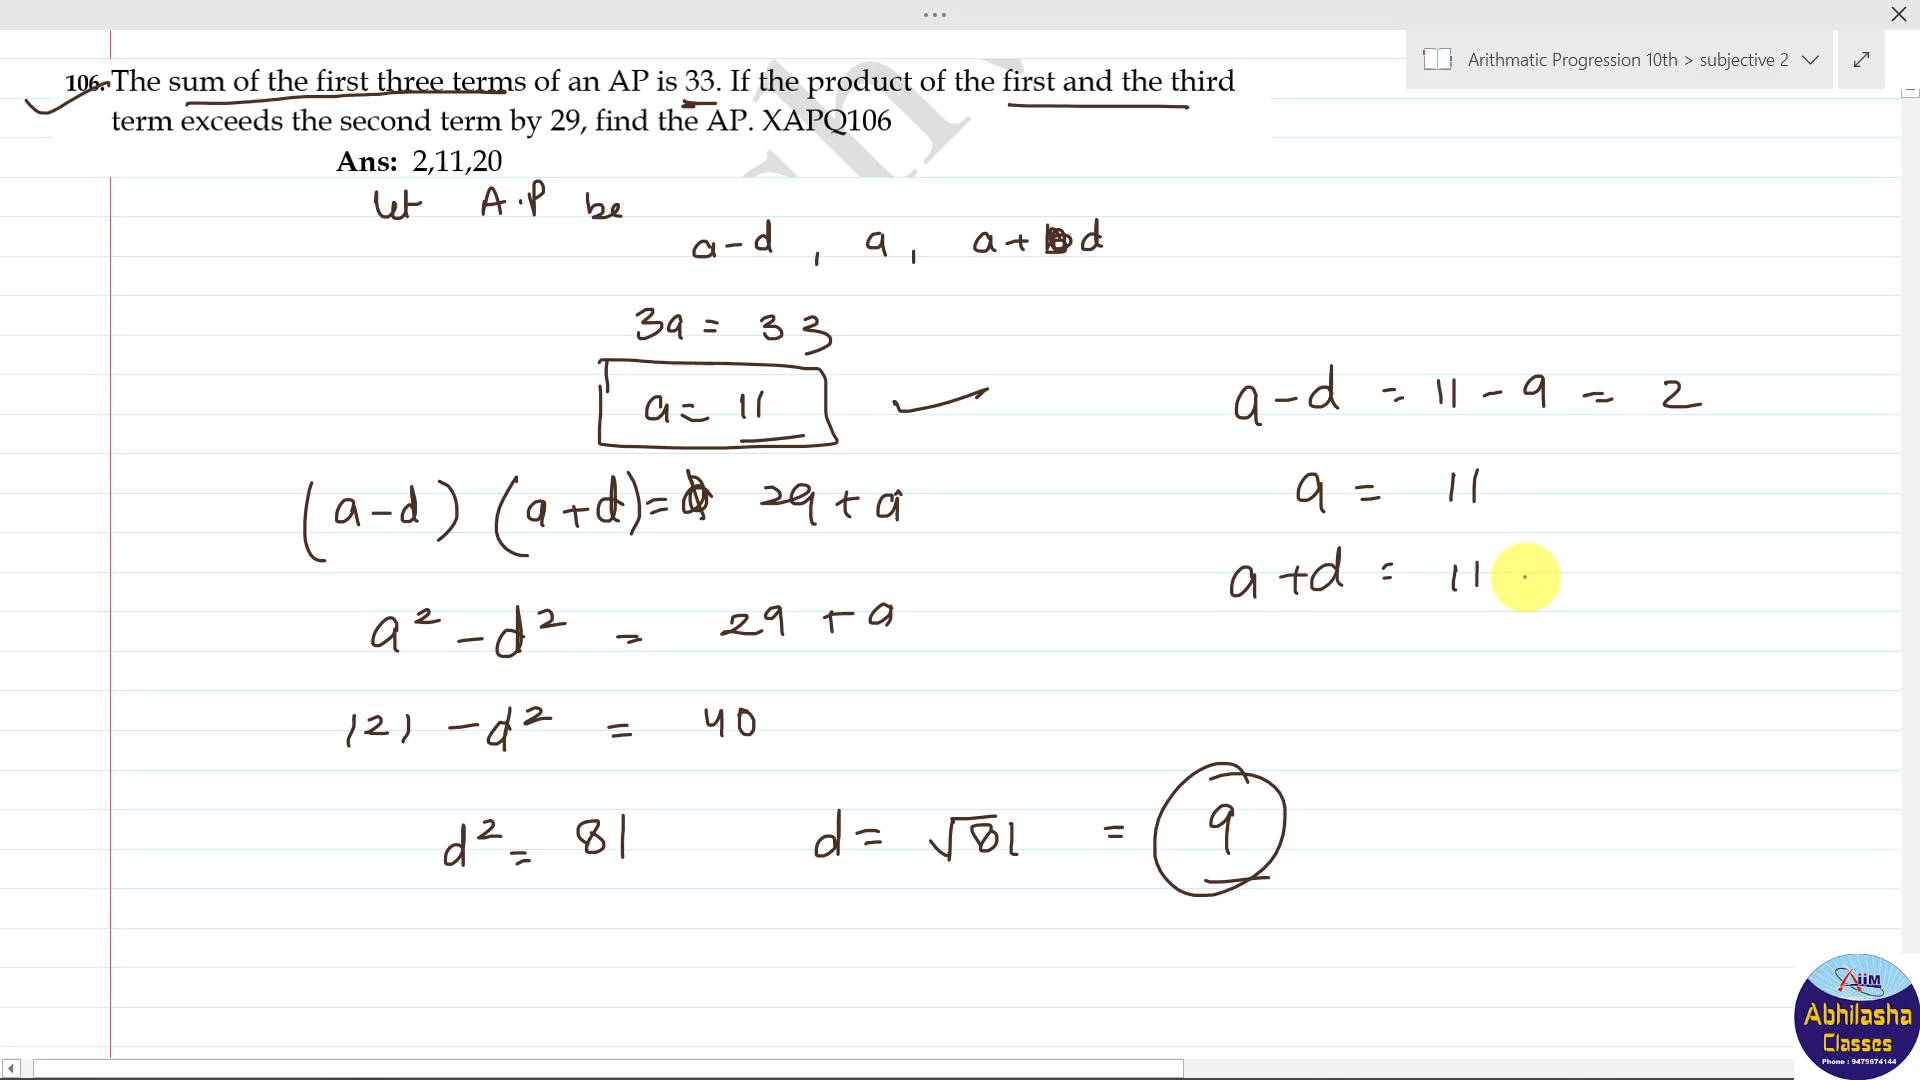 Arithmatic Progression 10th > subjective 2
106. The sum of the first three terms of an AP is 33. If the product of the first and the third
term exceeds the second term by 29, find the AP. XAPQ106
Ans: 2,11,20
Let A.P be
a-d , a, a+ d
3a = 33
a = 11
(a-d) (a+d) = 29 + a
a² - d² = 29 + a
121 - d² = 40
d² = 81 d = √81 = 9
a-d = 11 - 9 = 2
a = 11
a+d = 11
AiiM
Abhilasha
Classes
Phone : 9479674144